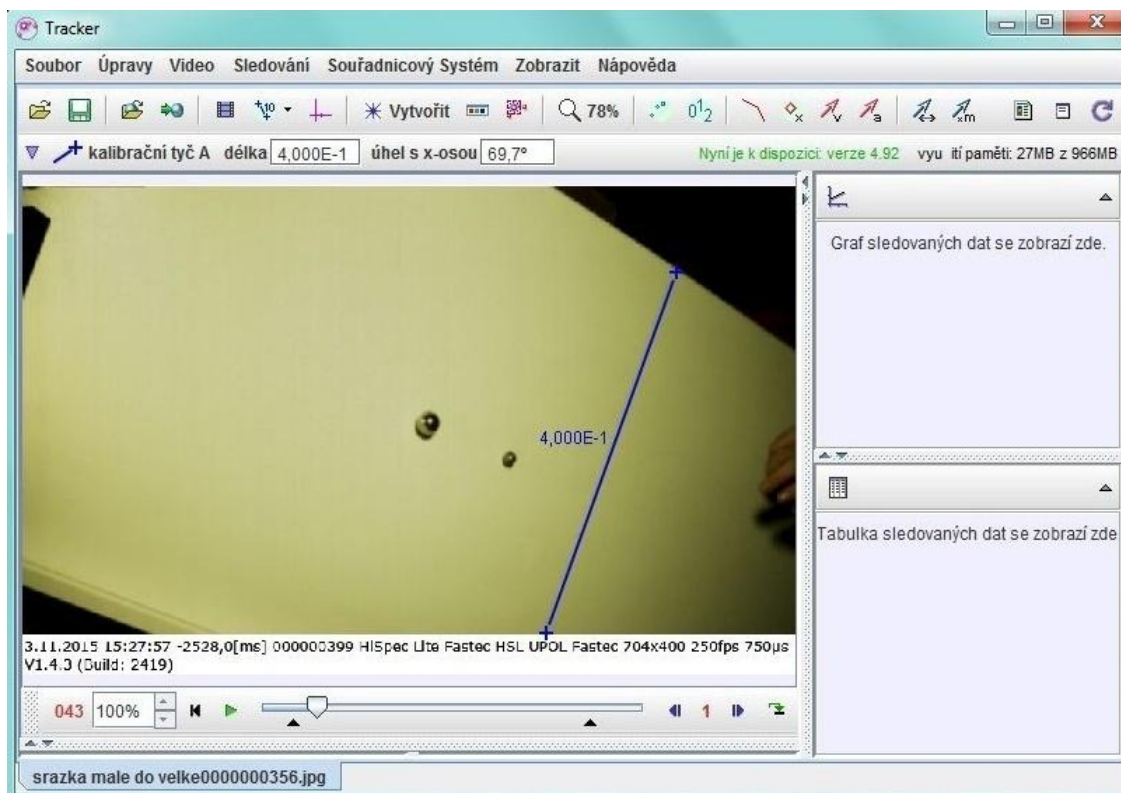 Tracker
Soubor Úpravy Video Sledování Souřadnicový Systém Zobrazit Nápověda
Vytvořit 78%
kalibrační tyč A délka 4,000E-1 úhel s x-osou 69,7° Nyní je k dispozici: verze 4.92 vyu ití paměti: 27MB z 966MB
Graf sledovaných dat se zobrazí zde.
4,000E-1
Tabulka sledovaných dat se zobrazí zde
3.11.2015 15:27:57 -2528,0[ms] 000000399 HiSpec Lite Fastec HSL UPOL Fastec 704x400 250fps 750µs
V1.4.3 (Build: 2419)
043 100% 1
srazka male do velke0000000356.jpg